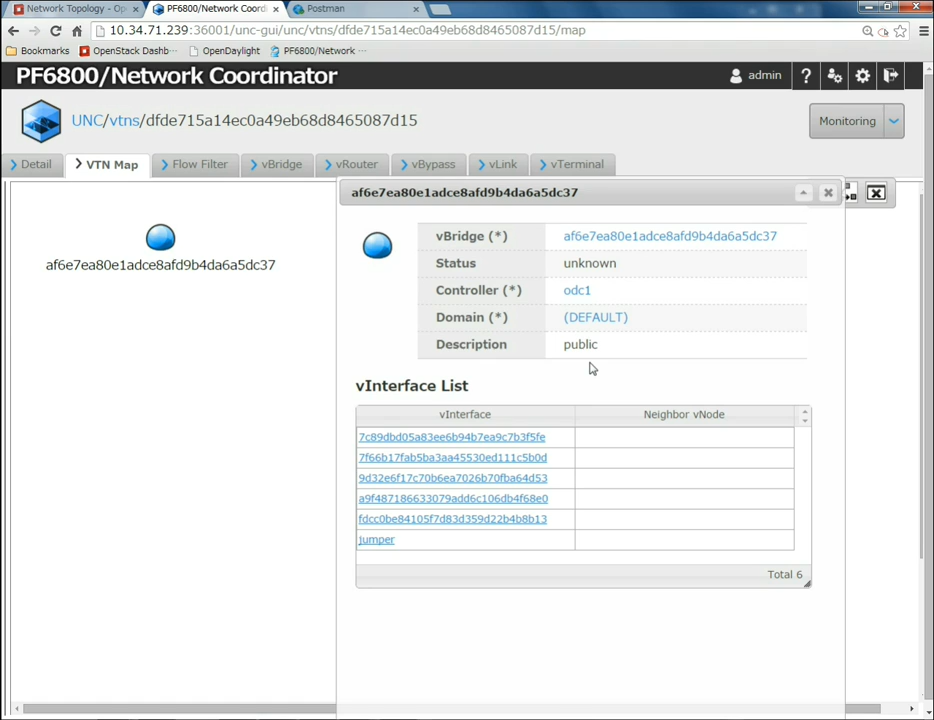 Network Topology - Op
PF6800/Network Coordi
Postman
10.34.71.239:36001/unc-gui/unc/vtns/dfde715a14ec0a49eb68d8465087d15/map
Bookmarks
OpenStack Dashb···
OpenDaylight
PF6800/Network ···
PF6800/Network Coordinator
admin
UNC/vtns/dfde715a14ec0a49eb68d8465087d15
Monitoring
Detail
VTN Map
Flow Filter
vBridge
vRouter
vBypass
vLink
vTerminal
af6e7ea80e1adce8afd9b4da6a5dc37
af6e7ea80e1adce8afd9b4da6a5dc37
vBridge (*) af6e7ea80e1adce8afd9b4da6a5dc37
Status unknown
Controller (*) odc1
Domain (*) (DEFAULT)
Description public
vInterface List
vInterface Neighbor vNode
7c89dbd05a83ee6b94b7ea9c7b3f5fe
7f66b17fab5ba3aa45530ed111c5b0d
9d32e6f17c70b6ea7026b70fba64d53
a9f487186633079add6c106db4f68e0
fdcc0be84105f7d83d359d22b4b8b13
jumper
Total 6